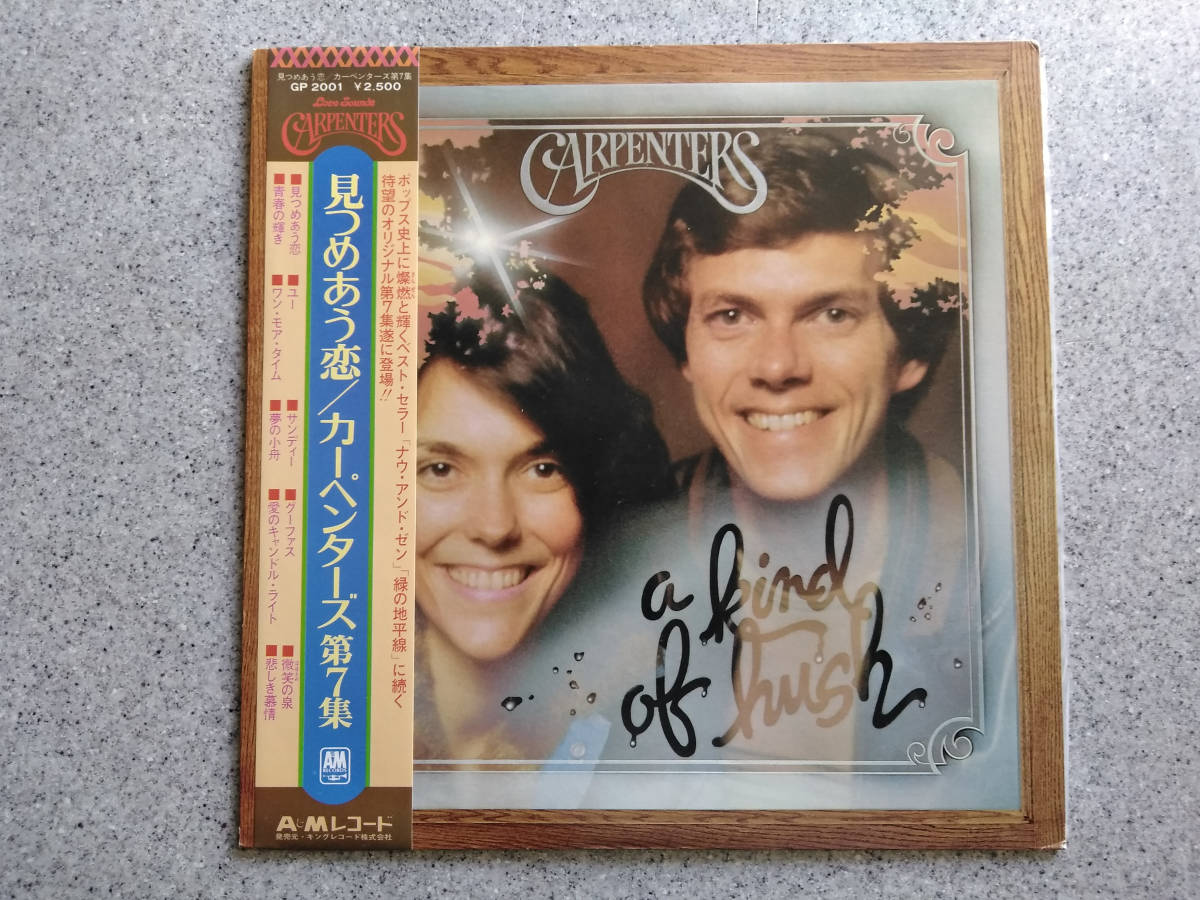 見つめあう恋/カーペンターズ第7集
GP 2001 ¥2.500
Love Sounds
CARPENTERS
ポップス史上に燦燃と輝くベスト・セラー「ナウ・アンド・ゼン」「緑の地平線」に続く
待望のオリジナル第7集遂に登場!!
見つめあう恋/カーペンターズ 第7集
■見つめあう恋
■青春の輝き
■ユー
■ワン・モア・タイム
■サンディー
■夢の小舟
■グーファス
■愛のキャンドル・ライト
■微笑の泉
■悲しき慕情
A&M
RECORDS
A&Mレコード
発売元・キングレコード株式会社
CARPENTERS
a kind
of hush